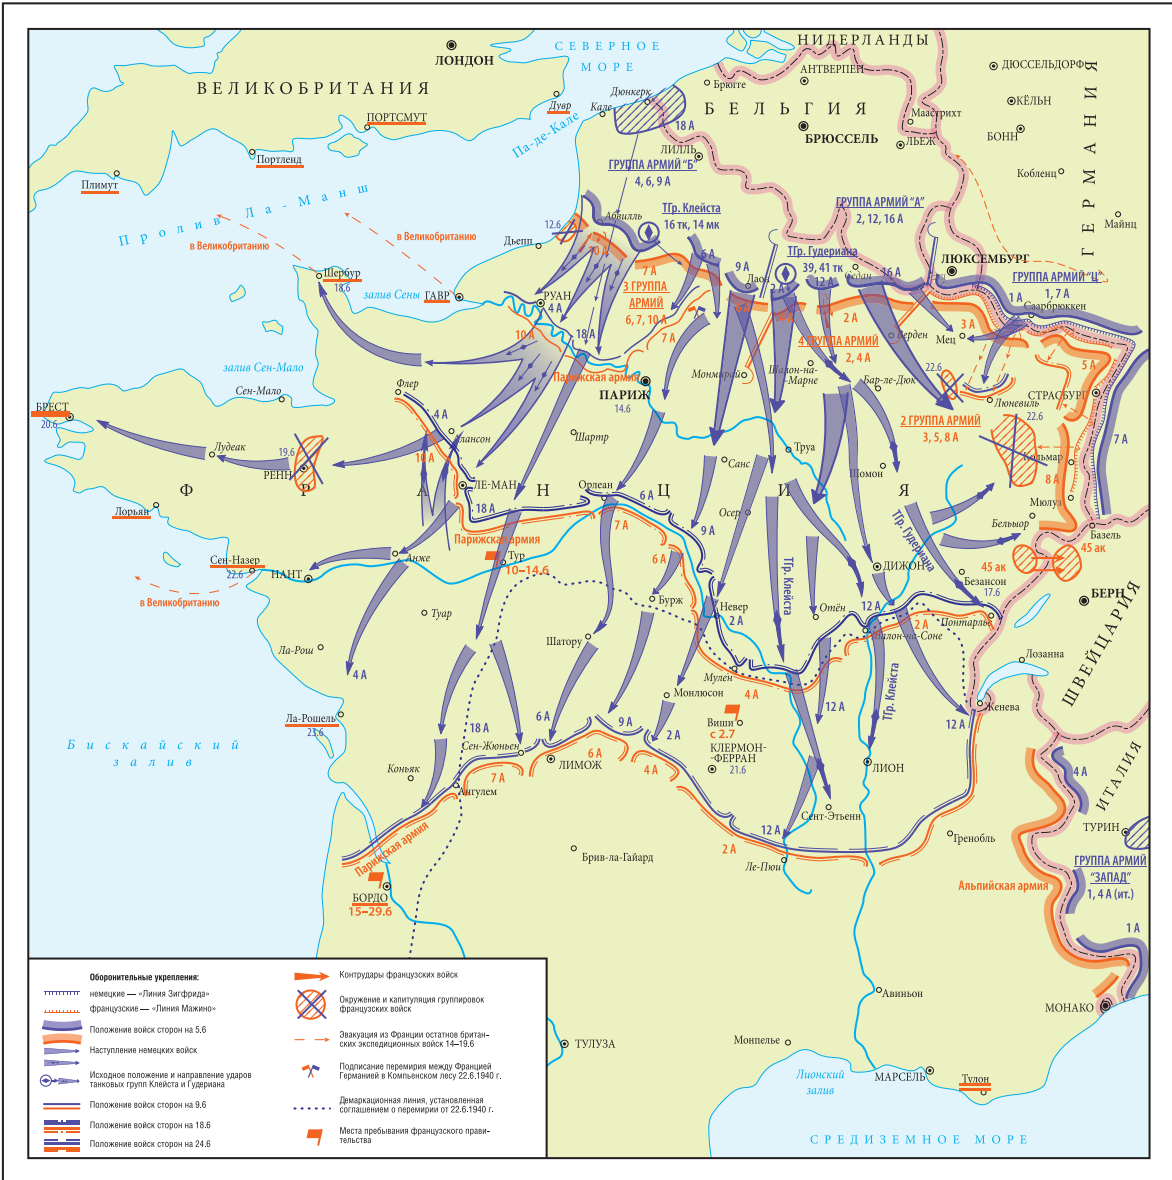 СЕВЕРНОЕ
МОРЕ
НИДЕРЛАНДЫ
ЛОНДОН
ВЕЛИКОБРИТАНИЯ
АНТВЕРПЕН
Брюгге
БЕЛЬГИЯ
БРЮССЕЛЬ
Маастрихт
ЛЬЕЖ
ДЮССЕЛЬДОРФ
КЁЛЬН
БОНН
Кобленц
Майнц
ГЕРМАНИЯ
Дюнкерк
Кале
Дувр
ПОРТСМУТ
Портленд
Плимут
Па-де-Кале
Пролив Ла-Манш
18 А
ЛИЛЛЬ
ГРУППА АРМИЙ "Б"
4, 6, 9 А
ГРУППА АРМИЙ "А"
2, 12, 16 А
ТГр. Клейста
16 тк, 14 мк
ТГр. Гудериана
39, 41 тк
ЛЮКСЕМБУРГ
ГРУППА АРМИЙ "Ц"
1, 7 А
в Великобританию
в Великобританию
12.6
Абвилль
Дьепп
10 А
7 А
6 А
9 А
Лаон
2 А
12 А
Седан
16 А
1 А
Саарбрюккен
Шербур
18.6
залив Сены
ГАВР
РУАН
4 А
3 ГРУППА
АРМИЙ
6, 7, 10 А
18 А
10 А
7 А
2 А
Верден
3 А
Мец
4 ГРУППА АРМИЙ
2, 4 А
5 А
залив Сен-Мало
Сен-Мало
Парижская армия
ПАРИЖ
14.6
Монмирай
Шалон-на-
Марне
Бар-ле-Дюк
22.6
Люневиль
СТРАСБУРГ
22.6
2 ГРУППА АРМИЙ
3, 5, 8 А
7 А
БРЕСТ
20.6
Флер
4 А
Алансон
10 А
Шартр
Труа
Лудеак
19.6
РЕНН
Санс
Шомон
Кольмар
8 А
ФРАНЦИЯ
ЛЕ-МАН
Орлеан
18 А
6 А
7 А
9 А
Осер
Мюлуз
Лорьян
Бельфор
Базель
ТГр. Гудериана
Парижская армия
Тур
10–14.6
6 А
ТГр. Клейста
45 ак
45 ак
Сен-Назер
22.6
НАНТ
Анже
ДИЖОН
Безансон
17.6
БЕРН
в Великобританию
Туар
Бурж
Невер
2 А
Отён
12 А
Шалон-на-Соне
2 А
Понтарлье
ШВЕЙЦАРИЯ
Шатору
Ла-Рош
4 А
Мулен
4 А
Лозанна
Женева
ТГр. Клейста
12 А
12 А
Ла-Рошель
23.6
Бискайский
залив
18 А
6 А
9 А
Монлюсон
2 А
Виши
с 2.7
Сен-Жюньен
КЛЕРМОН-
ФЕРРАН
21.6
ЛИМОЖ
6 А
7 А
4 А
ЛИОН
4 А
ИТАЛИЯ
Коньяк
Ангулем
Сент-Этьенн
12 А
2 А
Парижская армия
Брив-ла-Гайард
Ле-Пюи
Гренобль
ТУРИН
ГРУППА АРМИЙ
"ЗАПАД"
1, 4 А (ит.)
Альпийская армия
1 А
БОРДО
15–29.6
МОНАКО
Авиньон
ТУЛУЗА
Монпелье
Лионский
залив
МАРСЕЛЬ
Тулон
СРЕДИЗЕМНОЕ МОРЕ
Оборонительные укрепления:
немецкие — «Линия Зигфрида»
французские — «Линия Мажино»
Положение войск сторон на 5.6
Наступление немецких войск
Исходное положение и направление ударов
танковых групп Клейста и Гудериана
Положение войск сторон на 9.6
Положение войск сторон на 18.6
Положение войск сторон на 24.6
Контрудары французских войск
Окружение и капитуляция группировок
французских войск
Эвакуация из Франции остатнов британ-
ских экспедиционных войск 14–19.6
Подписание перемирия между Францией
Германией в Компьенском лесу 22.6.1940 г.
Демаркационная линия, установленная
соглашением о перемирии от 22.6.1940 г.
Места пребывания французского прави-
тельства